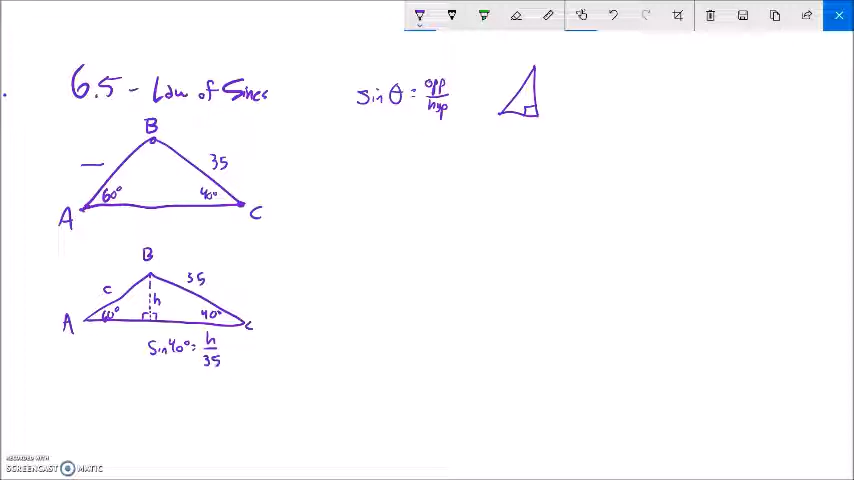 6.5 - Law of Sines
sin θ = opp/hyp
B
35
60°
40°
A
C
B
35
c
h
60°
40°
A
C
Sin 40° = h/35
RECORDED WITH
SCREENCAST MATIC